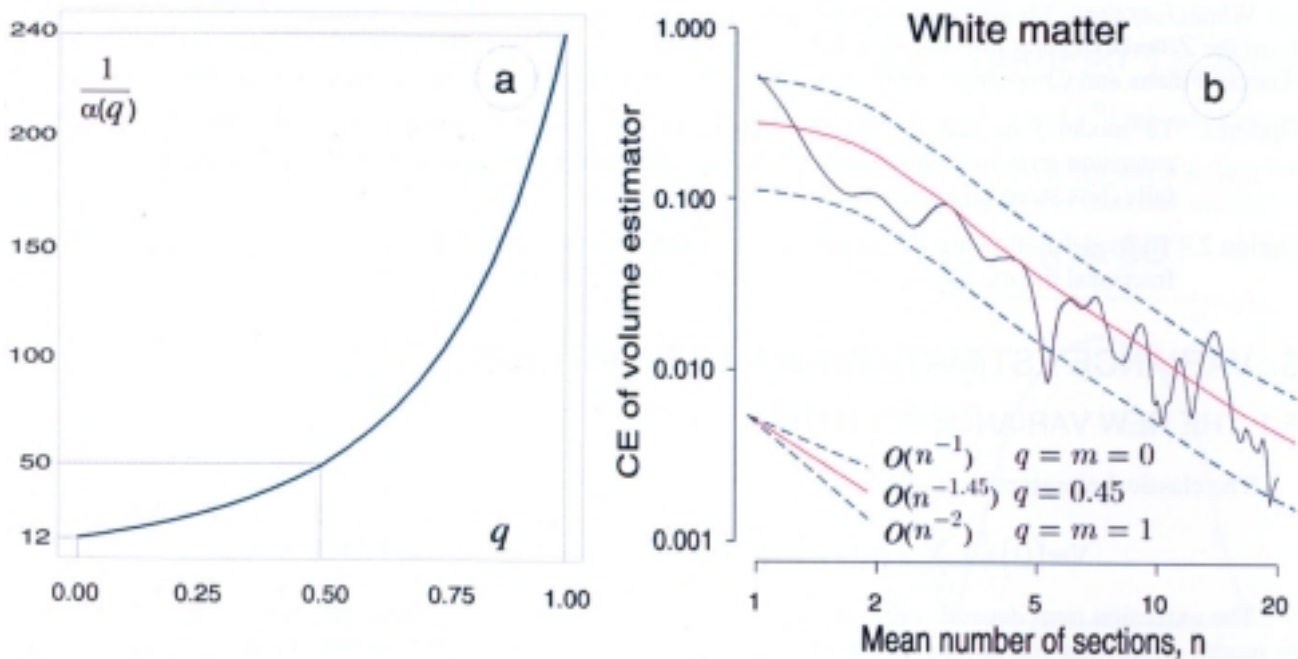 240
200
150
100
50
12
1
α(q)
a
q
0.00
0.25
0.50
0.75
1.00
White matter
b
CE of volume estimator
1.000
0.100
0.010
0.001
O(n⁻¹) q = m = 0
O(n⁻¹·⁴⁵) q = 0.45
O(n⁻²) q = m = 1
1
2
5
10
20
Mean number of sections, n